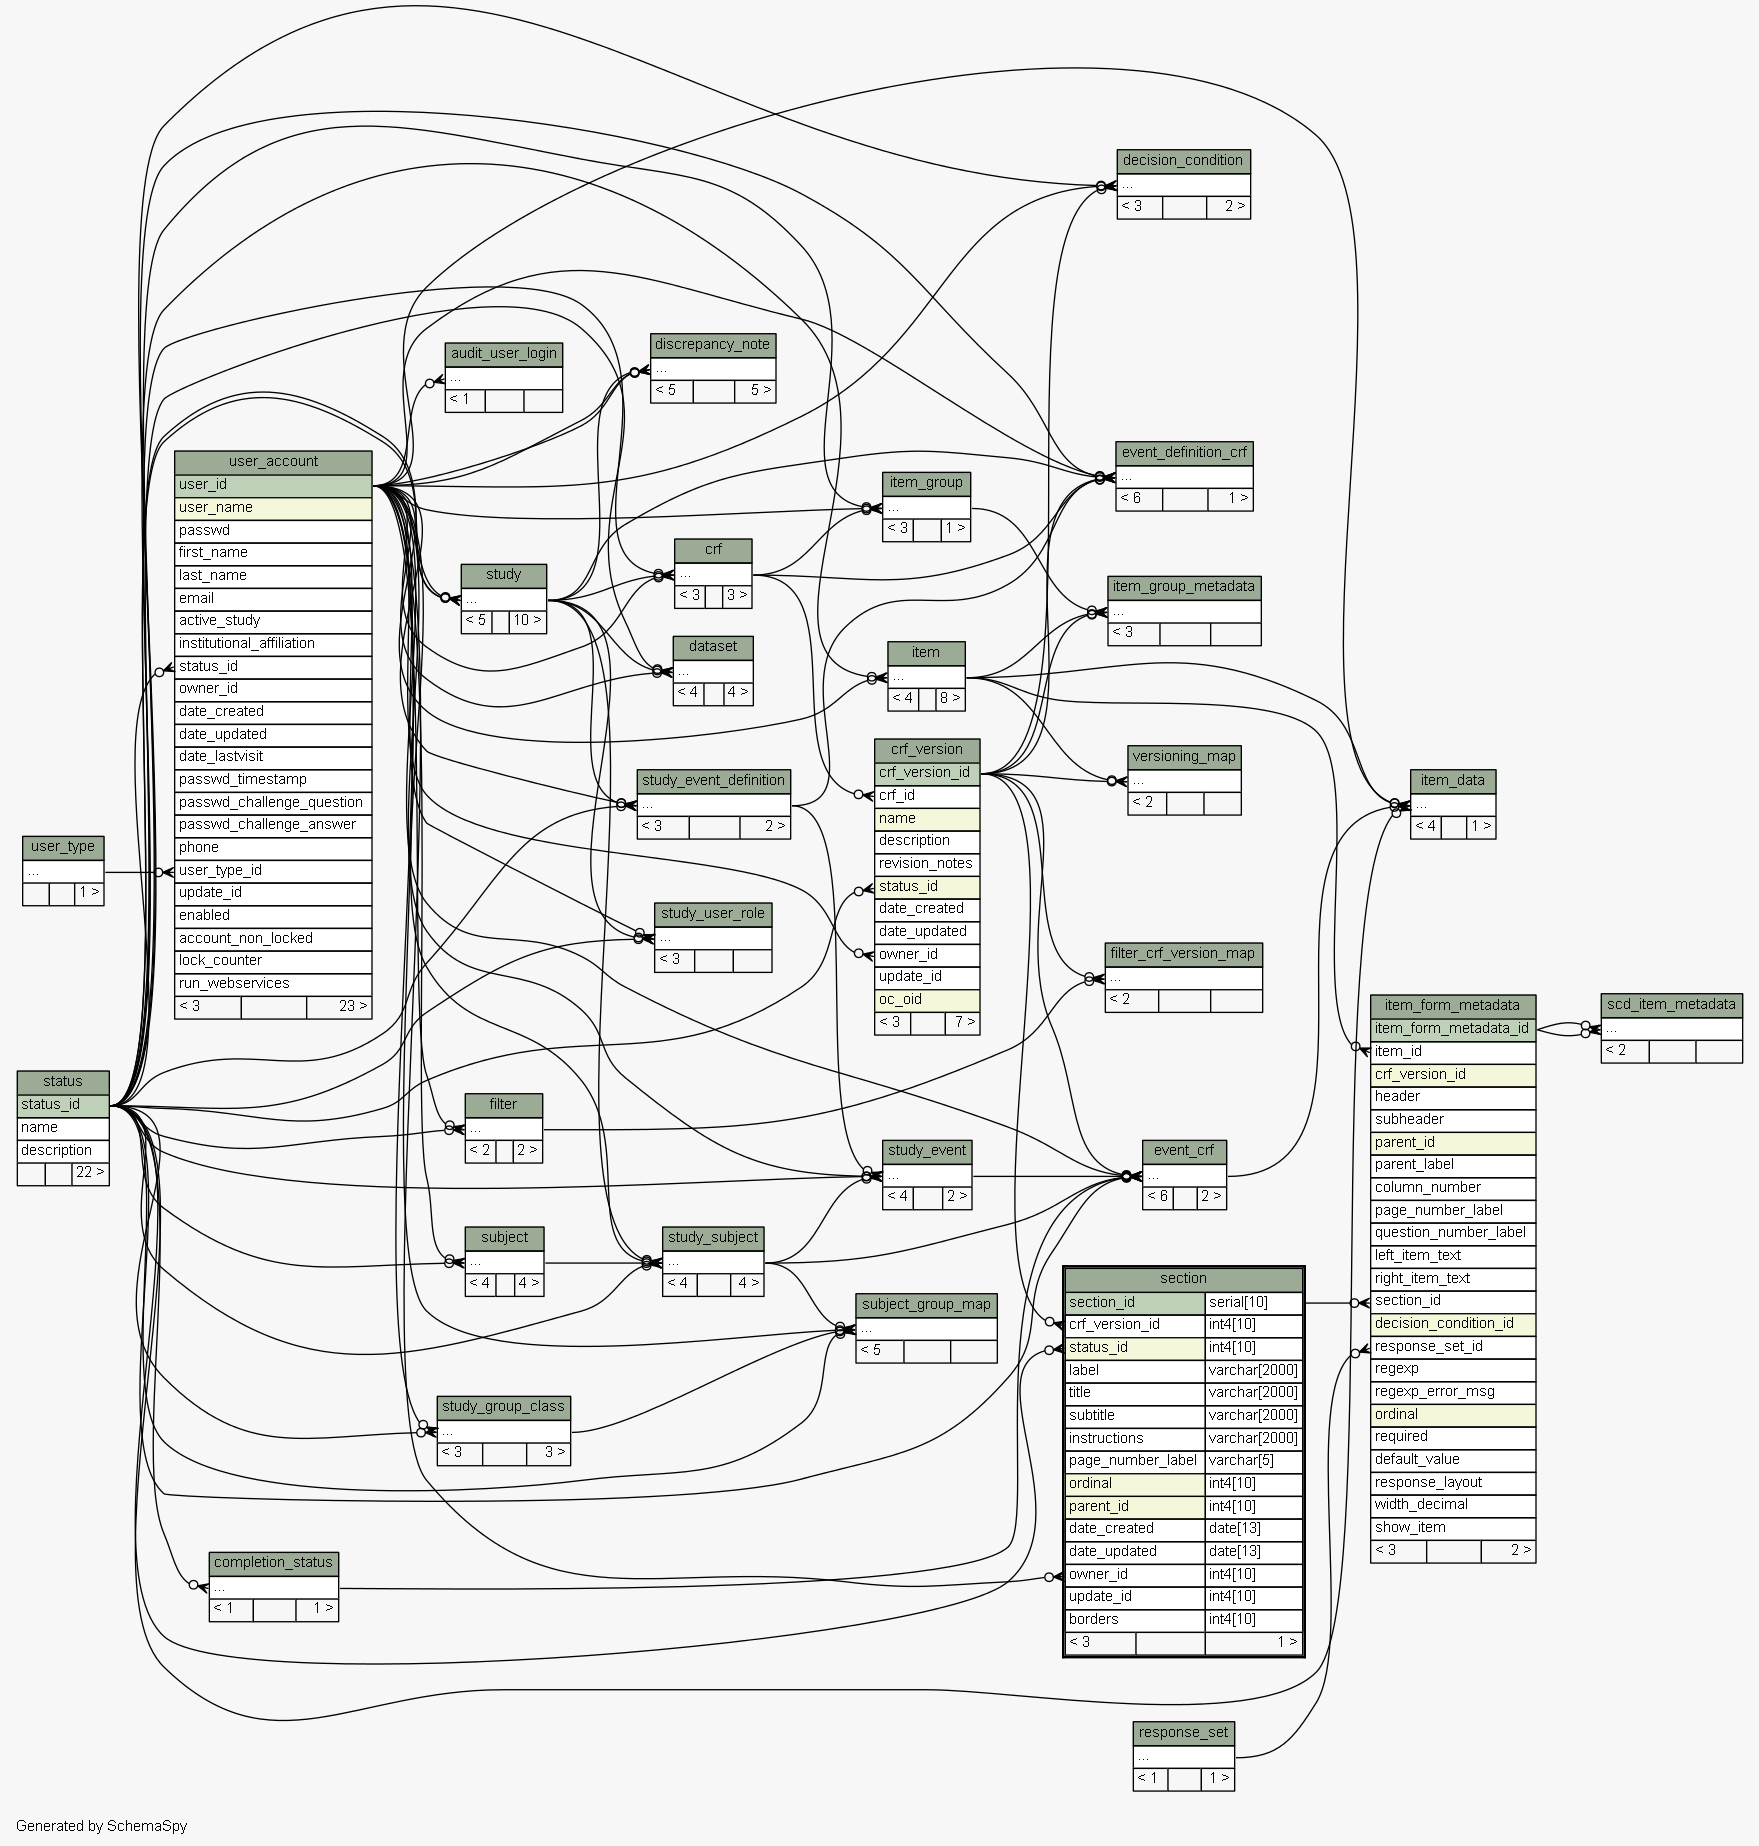 decision_condition
...
< 3 2 >
audit_user_login
...
< 1
discrepancy_note
...
< 5 5 >
event_definition_crf
...
< 6 1 >
user_account
user_id
user_name
passwd
first_name
last_name
email
active_study
institutional_affiliation
status_id
owner_id
date_created
date_updated
date_lastvisit
passwd_timestamp
passwd_challenge_question
passwd_challenge_answer
phone
user_type_id
update_id
enabled
account_non_locked
lock_counter
run_webservices
< 3 23 >
item_group
...
< 3 1 >
crf
...
< 3 3 >
study
...
< 5 10 >
item_group_metadata
...
< 3
dataset
...
< 4 4 >
item
...
< 4 8 >
crf_version
crf_version_id
crf_id
name
description
revision_notes
status_id
date_created
date_updated
owner_id
update_id
oc_oid
< 3 7 >
versioning_map
...
< 2
study_event_definition
...
< 3 2 >
item_data
...
< 4 1 >
user_type
...
1 >
study_user_role
...
< 3
filter_crf_version_map
...
< 2
item_form_metadata
item_form_metadata_id
item_id
crf_version_id
header
subheader
parent_id
parent_label
column_number
page_number_label
question_number_label
left_item_text
right_item_text
section_id
decision_condition_id
response_set_id
regexp
regexp_error_msg
ordinal
required
default_value
response_layout
width_decimal
show_item
< 3 2 >
scd_item_metadata
...
< 2
status
status_id
name
description
22 >
filter
...
< 2 2 >
study_event
...
< 4 2 >
event_crf
...
< 6 2 >
subject
...
< 4 4 >
study_subject
...
< 4 4 >
section
section_id serial[10]
crf_version_id int4[10]
status_id int4[10]
label varchar[2000]
title varchar[2000]
subtitle varchar[2000]
instructions varchar[2000]
page_number_label varchar[5]
ordinal int4[10]
parent_id int4[10]
date_created date[13]
date_updated date[13]
owner_id int4[10]
update_id int4[10]
borders int4[10]
< 3 1 >
subject_group_map
...
< 5
study_group_class
...
< 3 3 >
completion_status
...
< 1 1 >
response_set
...
< 1 1 >
Generated by SchemaSpy